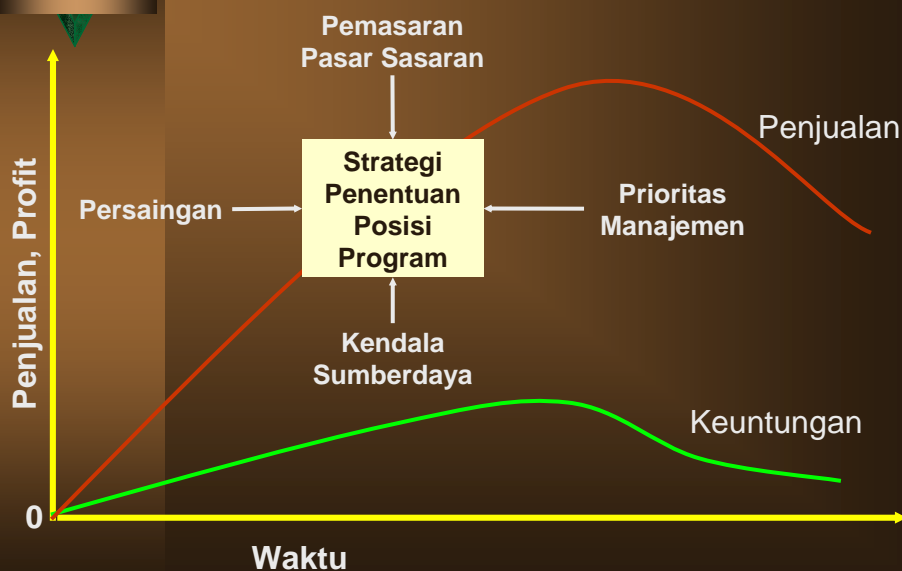 Pemasaran
Pasar Sasaran
Penjualan
Strategi
Penentuan
Posisi
Program
Persaingan
Prioritas
Manajemen
Penjualan, Profit
Kendala
Sumberdaya
Keuntungan
0
Waktu